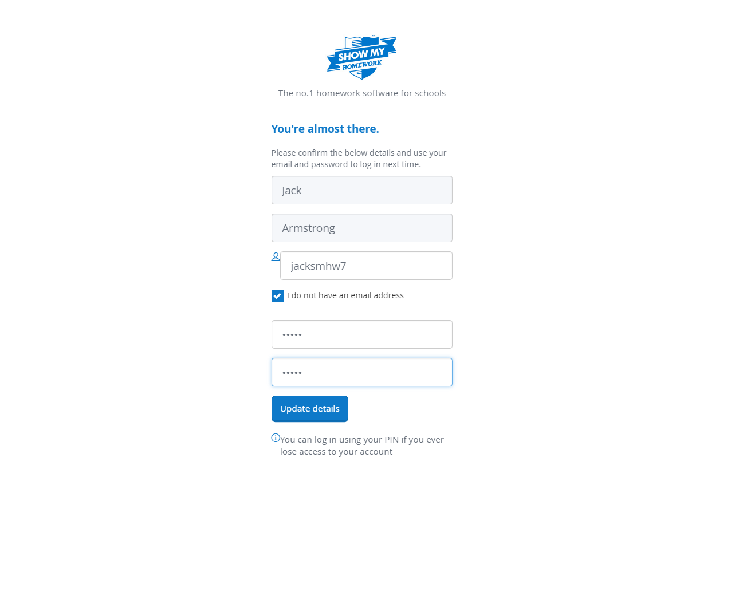 SHOW MY
HOMEWORK
The no.1 homework software for schools
You're almost there.
Please confirm the below details and use your
email and password to log in next time.
Jack
Armstrong
jacksmhw7
I do not have an email address
•••••
•••••
Update details
You can log in using your PIN if you ever
lose access to your account